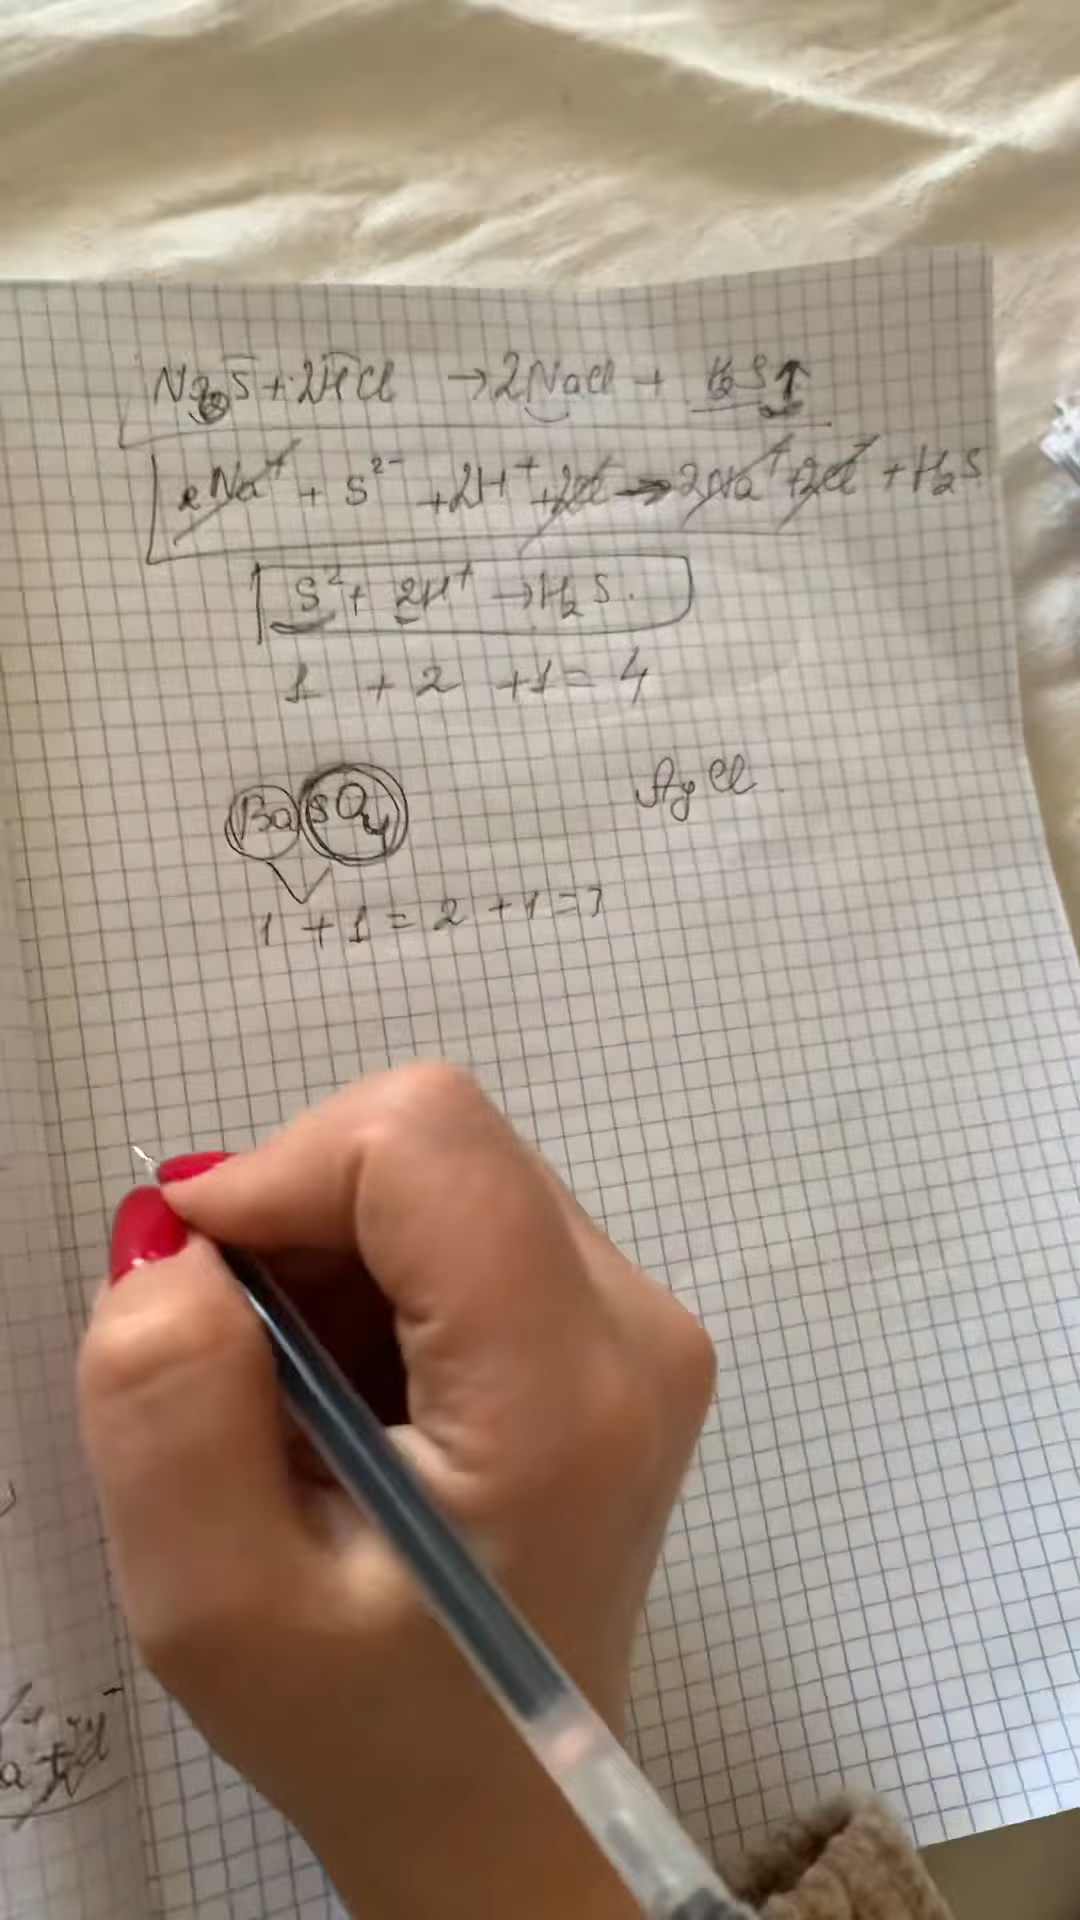 Na₂S + 2HCl → 2NaCl + H₂S↑
2Na⁺ + S²⁻ + 2H⁺ + 2Cl⁻ → 2Na⁺ + 2Cl⁻ + H₂S
S² + 2H⁺ → H₂S.
1 + 2 + 1 = 4
BaSO₄ AgCl
1 + 1 = 2 + 1 = 3